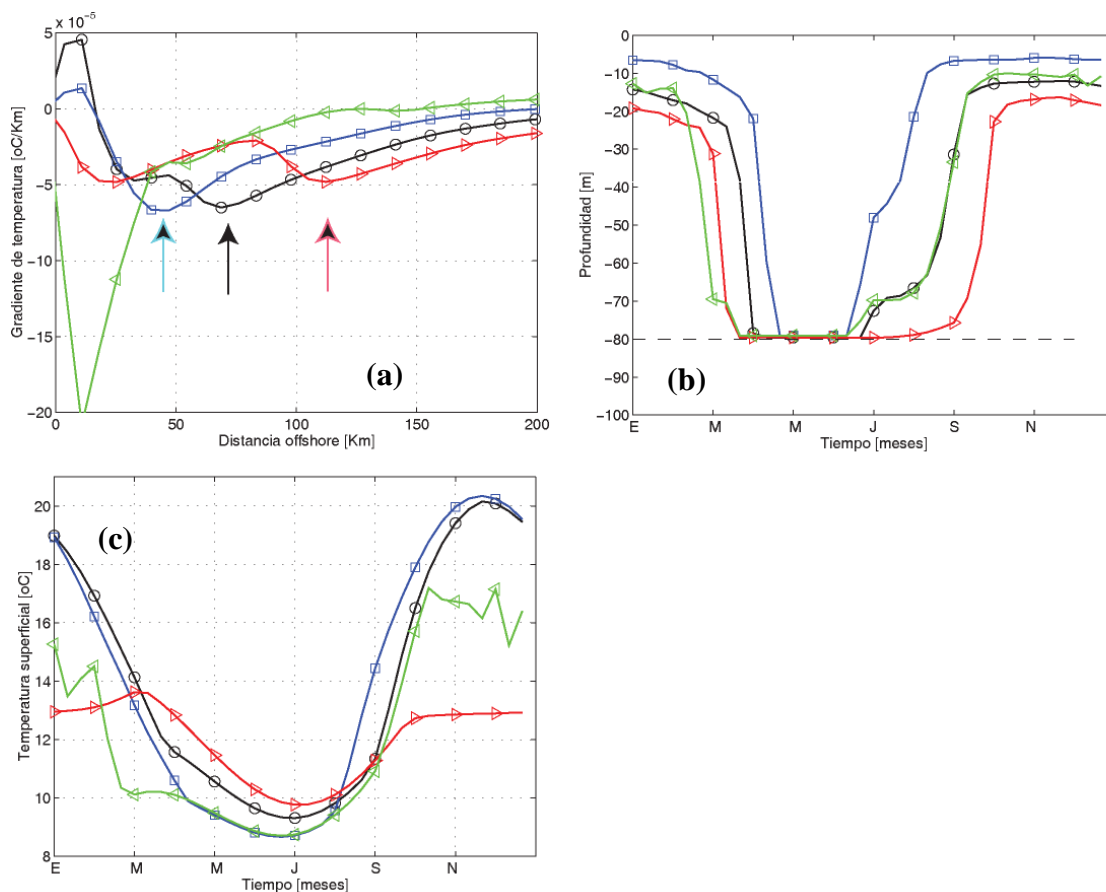 x 10⁻⁵
5
0
−5
−10
−15
−20
0
50
100
150
200
Gradiente de temperatura [oC/Km]
Distancia offshore [Km]
(a)
0
−10
−20
−30
−40
−50
−60
−70
−80
−90
−100
E
M
M
J
S
N
Profundidad [m]
Tiempo [meses]
(b)
20
18
16
14
12
10
8
E
M
M
J
S
N
Temperatura superficial [oC]
Tiempo [meses]
(c)